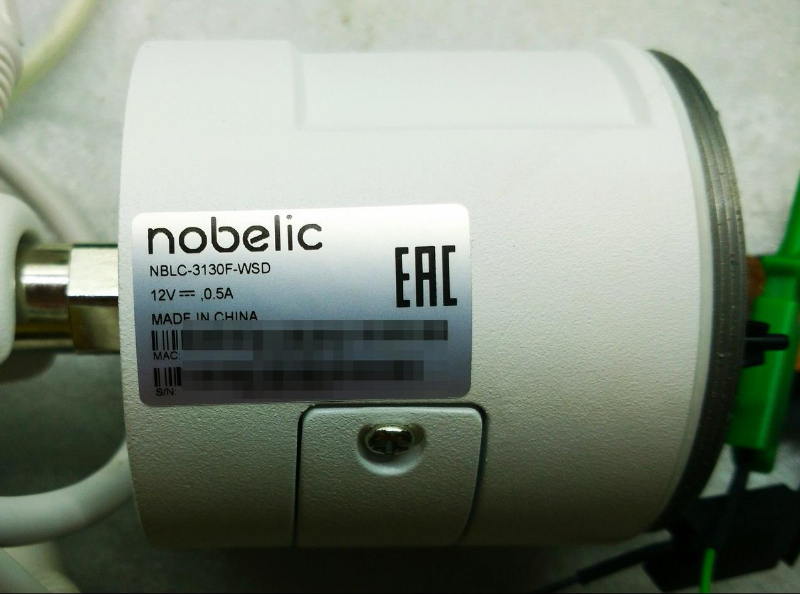 nobelic
NBLC-3130F-WSD
12V⎓ ,0.5A
EAC
MADE IN CHINA
MAC:
S/N: